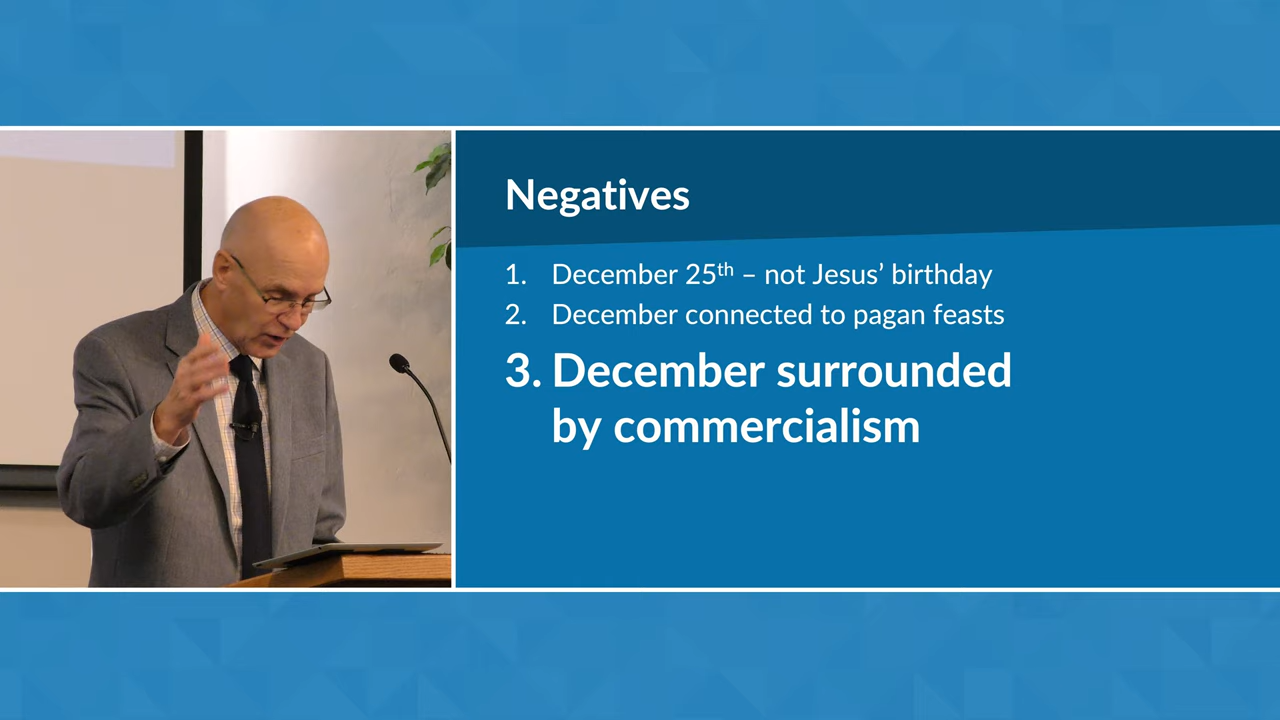 Negatives
1. December 25th – not Jesus’ birthday
2. December connected to pagan feasts
3. December surrounded
by commercialism